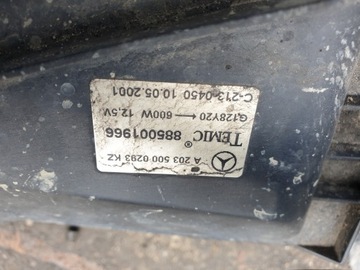 A 203 500 0293 KZ
TEMIC® 885001966
Q128Y20 600W 12.5V
C-213-0450 10.05.2001